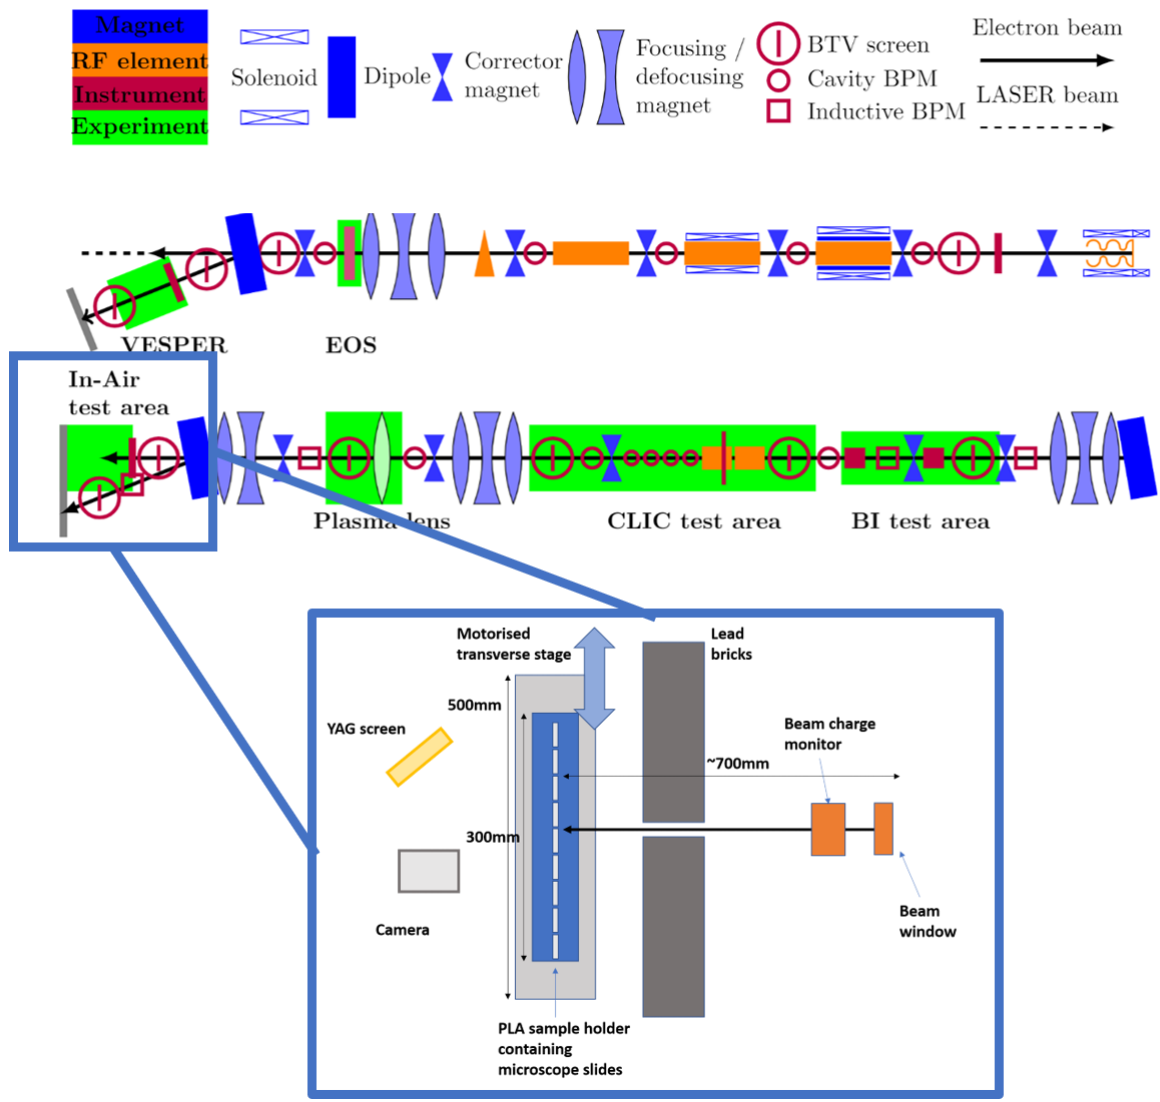 Magnet
RF element
Instrument
Experiment
Solenoid
Dipole
Corrector
magnet
Focusing /
defocusing
magnet
BTV screen
Cavity BPM
Inductive BPM
Electron beam
LASER beam
VESPER
EOS
In-Air
test area
Plasma lens
CLIC test area
BI test area
Motorised
transverse stage
Lead
bricks
500mm
YAG screen
Beam charge
monitor
~700mm
300mm
Camera
Beam
window
PLA sample holder
containing
microscope slides